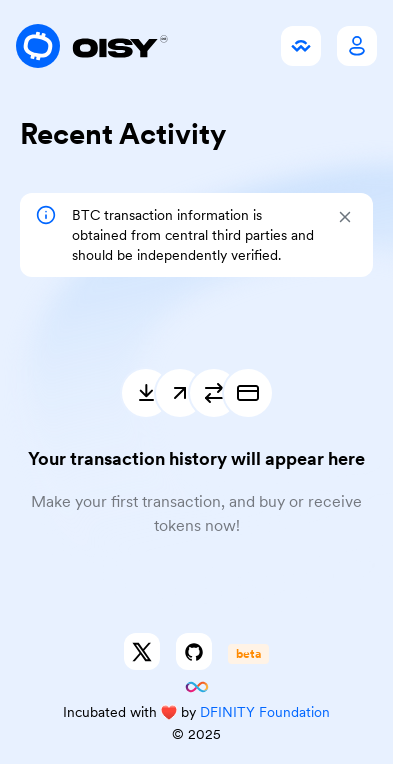 OISY
Recent Activity
BTC transaction information is
obtained from central third parties and
should be independently verified.
Your transaction history will appear here
Make your first transaction, and buy or receive
tokens now!
beta
Incubated with ❤️ by DFINITY Foundation
© 2025